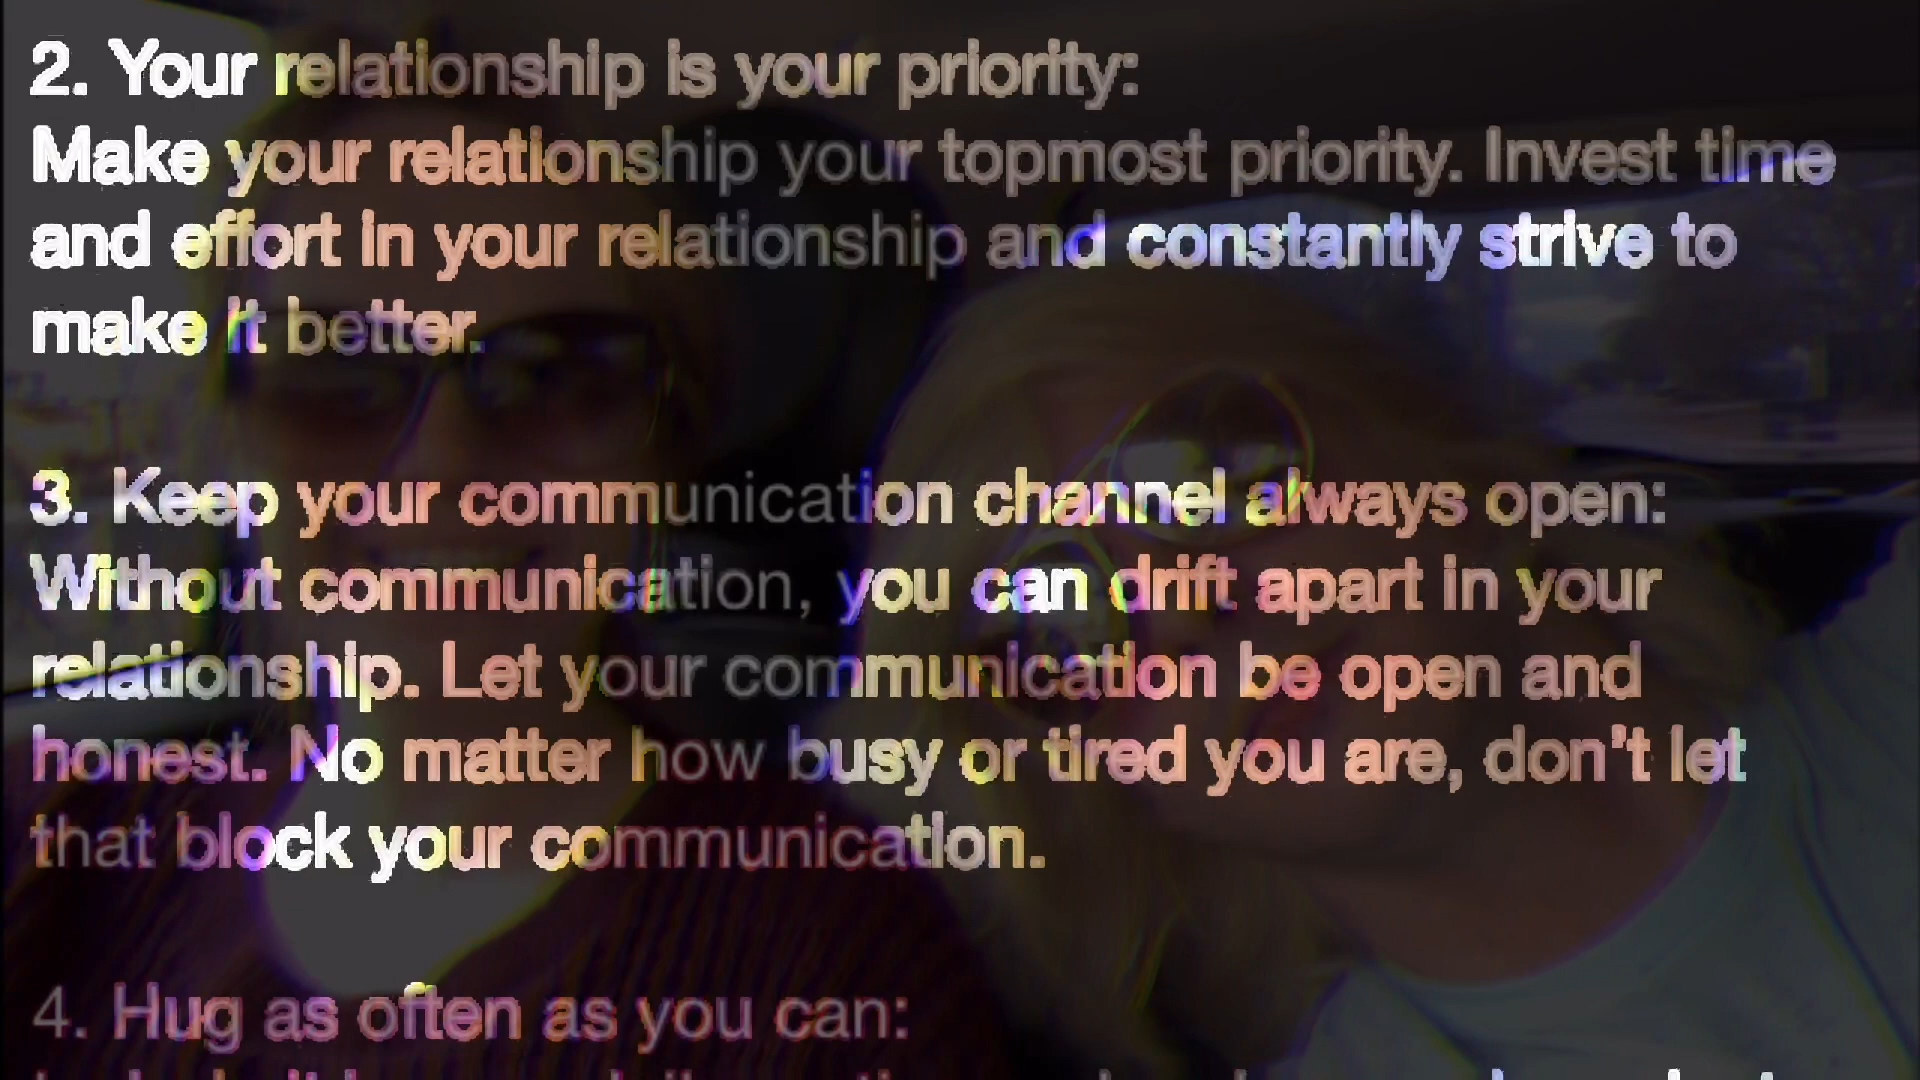 2. Your relationship is your priority:
Make your relationship your topmost priority. Invest time
and effort in your relationship and constantly strive to
make it better.
3. Keep your communication channel always open:
Without communication, you can drift apart in your
relationship. Let your communication be open and
honest. No matter how busy or tired you are, don't let
that block your communication.
4. Hug as often as you can: